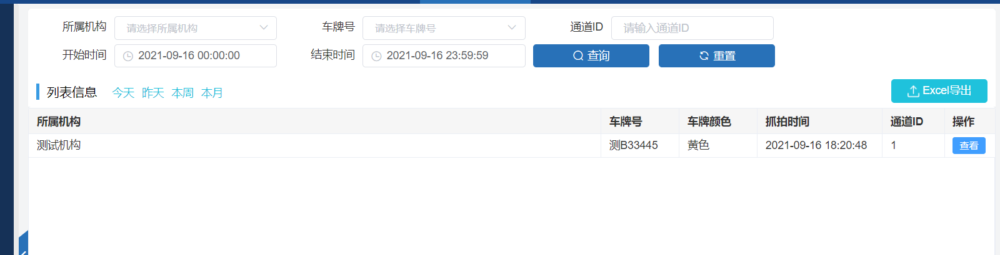 所属机构 请选择所属机构 车牌号 请选择车牌号 通道ID 请输入通道ID
开始时间 2021-09-16 00:00:00 结束时间 2021-09-16 23:59:59 查询 重置
列表信息 今天 昨天 本周 本月 Excel导出
所属机构 车牌号 车牌颜色 抓拍时间 通道ID 操作
测试机构 测B33445 黄色 2021-09-16 18:20:48 1 查看